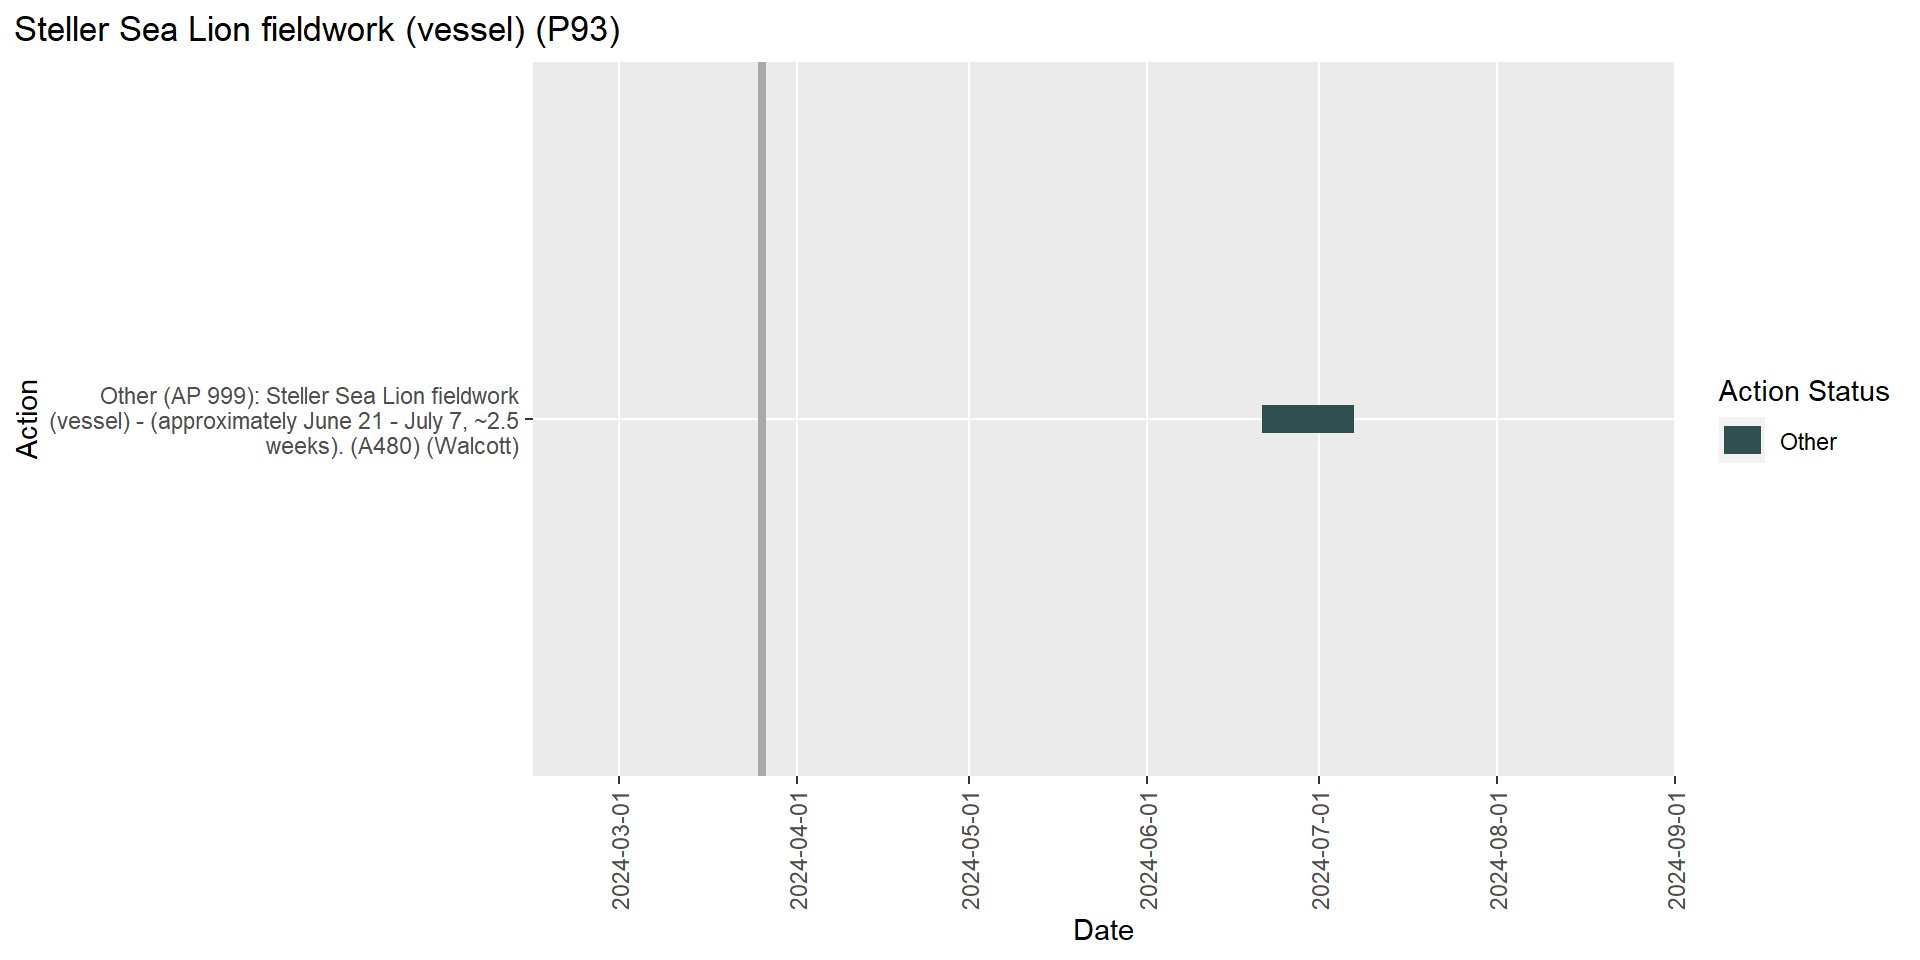 Steller Sea Lion fieldwork (vessel) (P93)
Action
Other (AP 999): Steller Sea Lion fieldwork
(vessel) - (approximately June 21 - July 7, ~2.5
weeks). (A480) (Walcott)
Action Status
Other
2024-03-01
2024-04-01
2024-05-01
2024-06-01
2024-07-01
2024-08-01
2024-09-01
Date